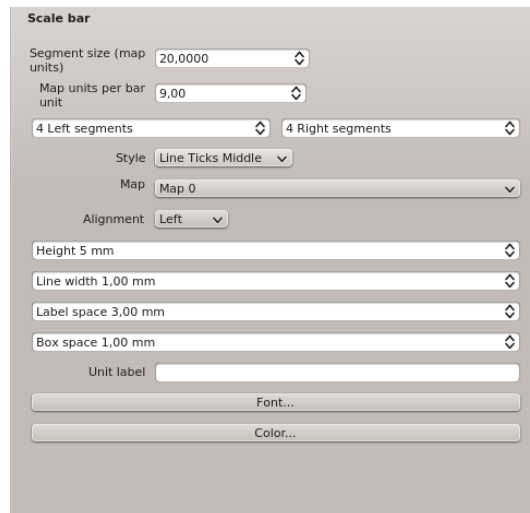 Scale bar
Segment size (map
units)
20,0000
Map units per bar
unit
9,00
4 Left segments
4 Right segments
Style
Line Ticks Middle
Map
Map 0
Alignment
Left
Height 5 mm
Line width 1,00 mm
Label space 3,00 mm
Box space 1,00 mm
Unit label
Font...
Color...